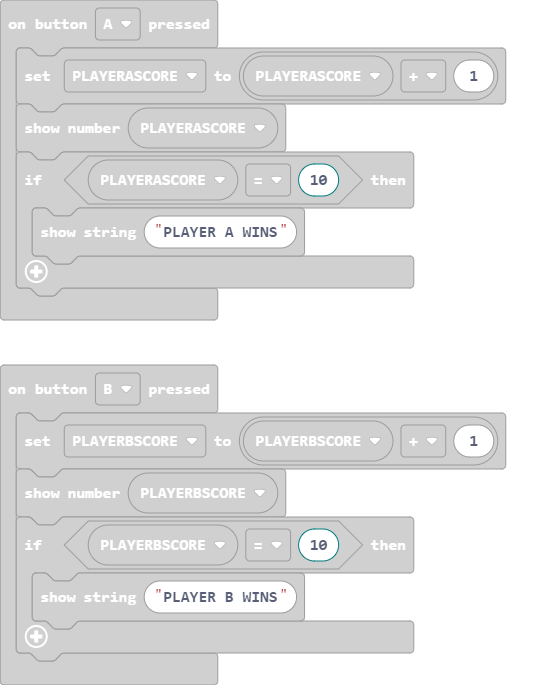 on button A pressed
set PLAYERASCORE to PLAYERASCORE + 1
show number PLAYERASCORE
if PLAYERASCORE = 10 then
show string "PLAYER A WINS"
on button B pressed
set PLAYERBSCORE to PLAYERBSCORE + 1
show number PLAYERBSCORE
if PLAYERBSCORE = 10 then
show string "PLAYER B WINS"